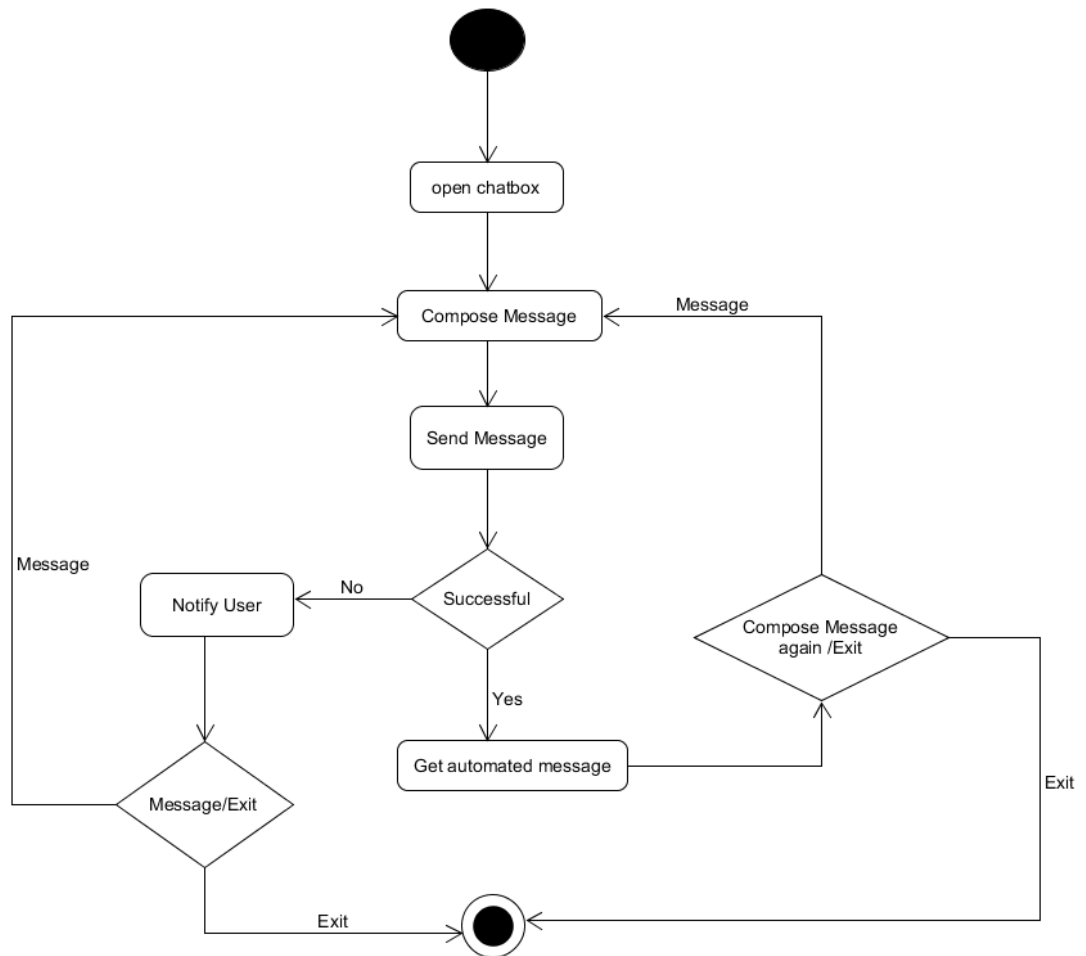 open chatbox
Compose Message
Message
Send Message
Message
No
Successful
Notify User
Compose Message
again /Exit
Yes
Get automated message
Message/Exit
Exit
Exit